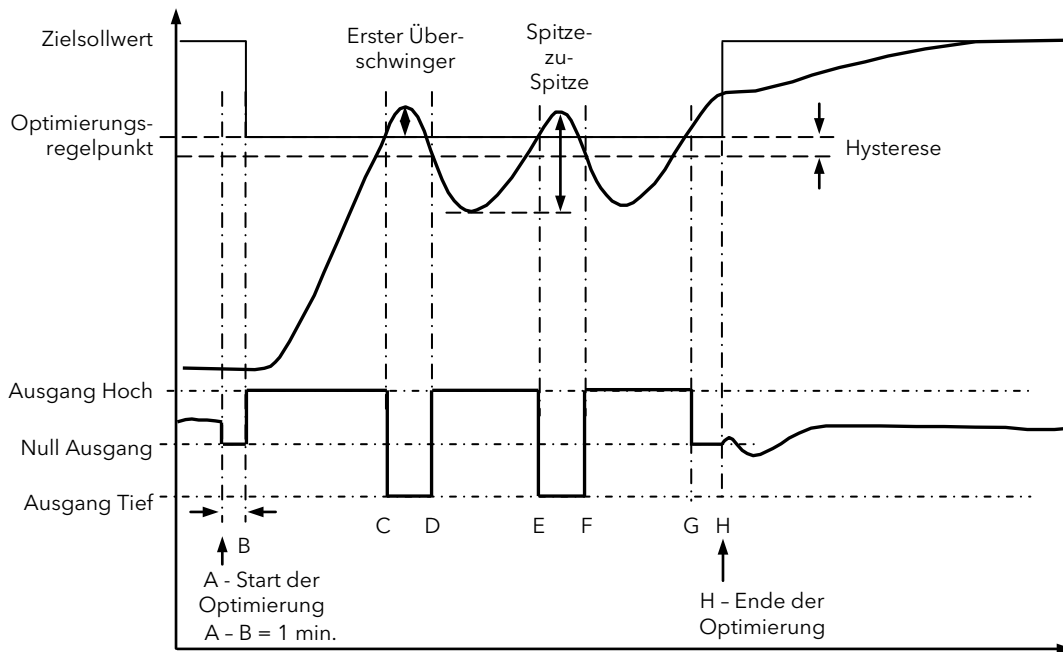 Zielsollwert
Erster Über-
schwinger
Spitze-
zu-
Spitze
Optimierungs-
regelpunkt
Hysterese
Ausgang Hoch
Null Ausgang
Ausgang Tief
B
C
D
E
F
G
H
A - Start der
Optimierung
A - B = 1 min.
H – Ende der
Optimierung